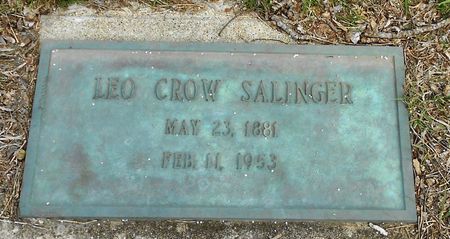 LEO CROW SALINGER
MAY 23, 1881
FEB. 11, 1953